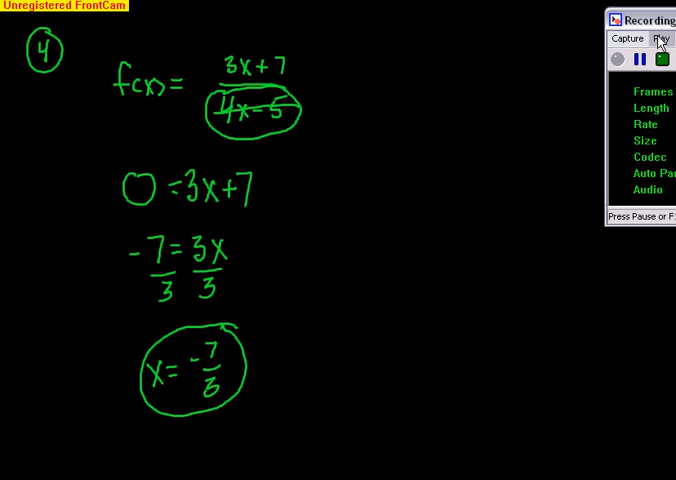 Unregistered FrontCam
4
f(x) = 3x+7
4x-5
0 = 3x+7
-7 = 3x
3 3
x = -7/3
Recording
Capture Play
Frames
Length
Rate
Size
Codec
Auto Pa
Audio
Press Pause or F